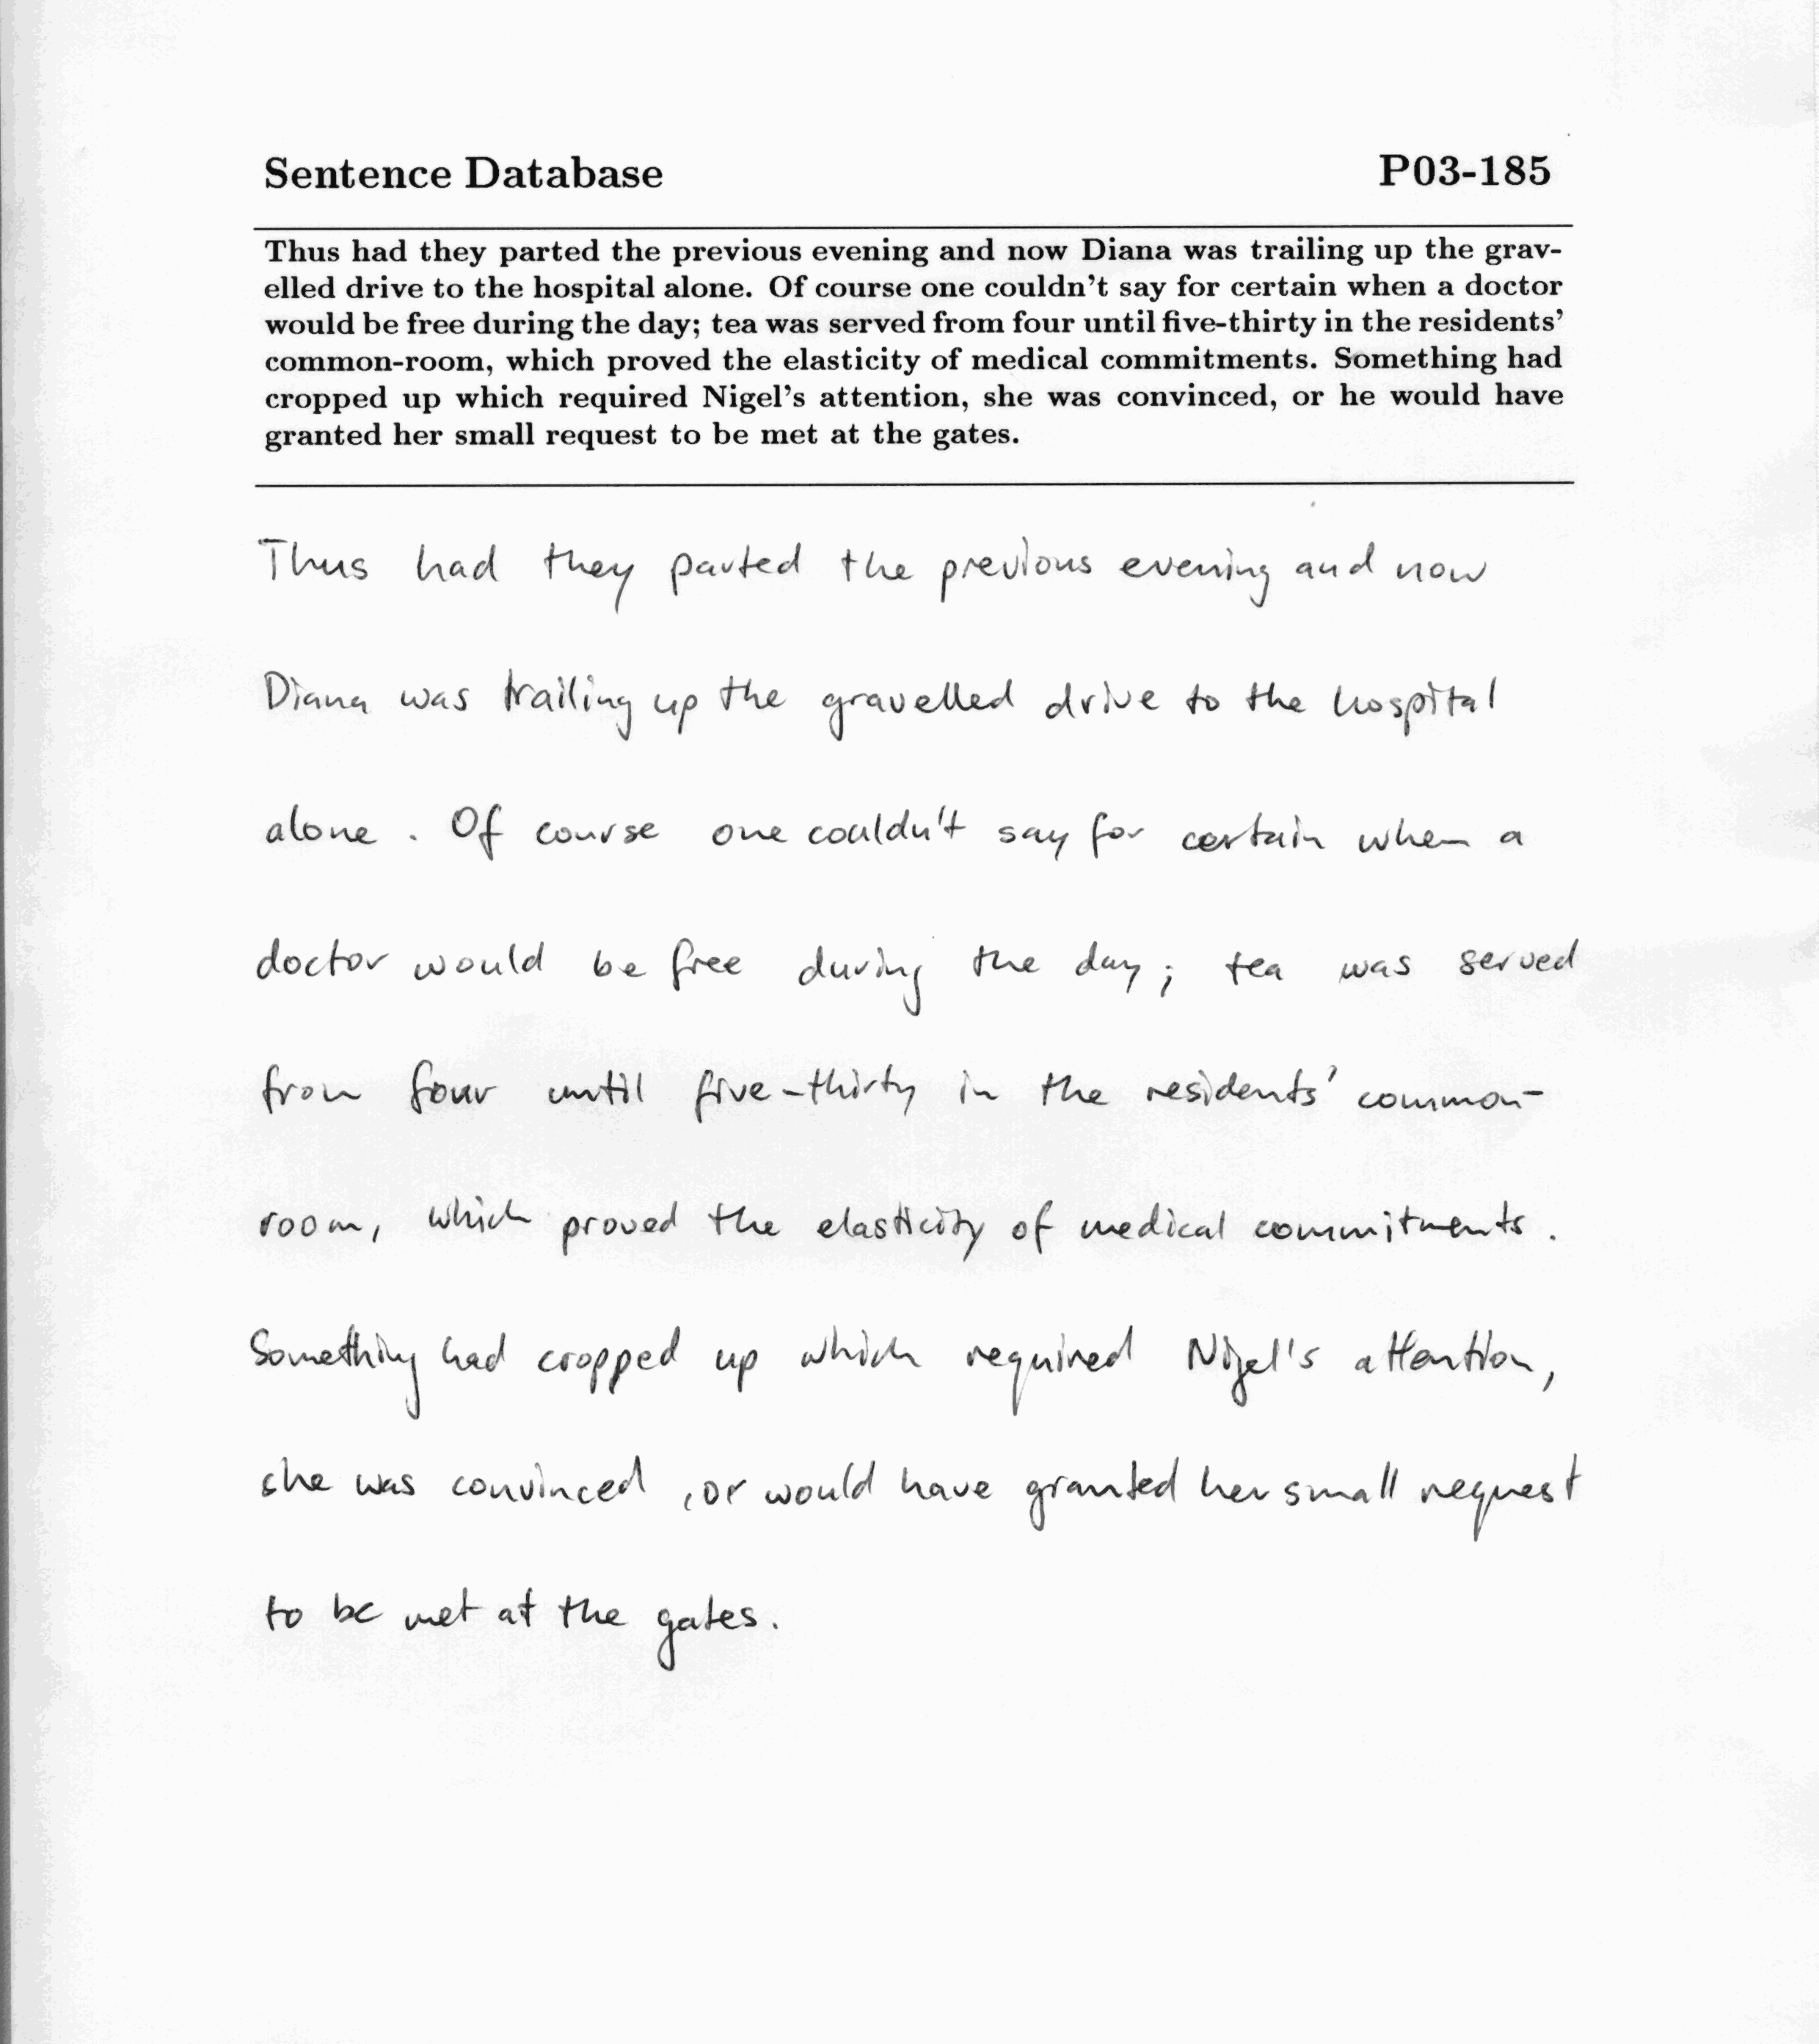 Sentence Database P03-185
Thus had they parted the previous evening and now Diana was trailing up the grav-
elled drive to the hospital alone. Of course one couldn't say for certain when a doctor
would be free during the day; tea was served from four until five-thirty in the residents'
common-room, which proved the elasticity of medical commitments. Something had
cropped up which required Nigel's attention, she was convinced, or he would have
granted her small request to be met at the gates.
Thus had they parted the previous evening and now
Diana was trailing up the gravelled drive to the hospital
alone . Of course one couldn't say for certain when a
doctor would be free during the day ; tea was served
from four until five-thirty in the residents' common-
room, which proved the elasticity of medical commitments .
Something had cropped up which required Nigel's attention,
she was convinced , or would have granted her small request
to be met at the gates.